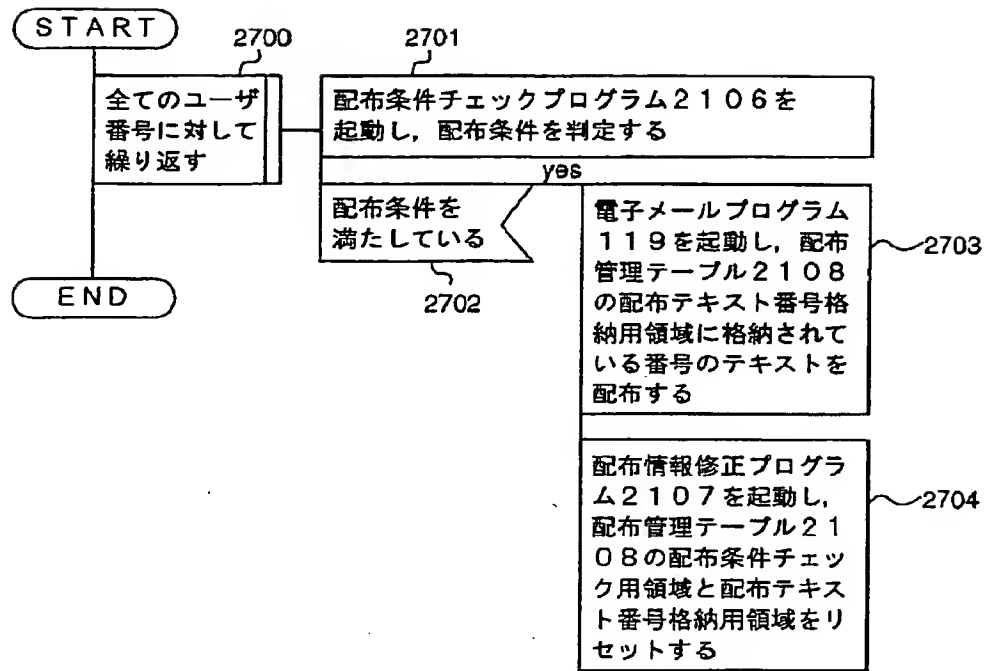 START
2700
全てのユーザ
番号に対して
繰り返す
2701
配布条件チェックプログラム２１０６を
起動し，配布条件を判定する
yes
配布条件を
満たしている
2702
電子メールプログラム
１１９を起動し，配布
管理テーブル２１０８
の配布テキスト番号格
納用領域に格納されて
いる番号のテキストを
配布する
2703
配布情報修正プログラ
ム２１０７を起動し，
配布管理テーブル２１
０８の配布条件チェッ
ク用領域と配布テキス
ト番号格納用領域をリ
セットする
2704
END